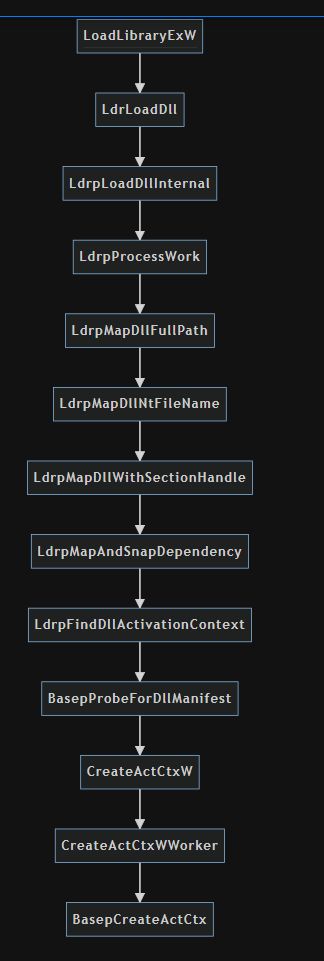 LoadLibraryExW
LdrLoadDll
LdrpLoadDllInternal
LdrpProcessWork
LdrpMapDllFullPath
LdrpMapDllNtFileName
LdrpMapDllWithSectionHandle
LdrpMapAndSnapDependency
LdrpFindDllActivationContext
BasepProbeForDllManifest
CreateActCtxW
CreateActCtxWWorker
BasepCreateActCtx